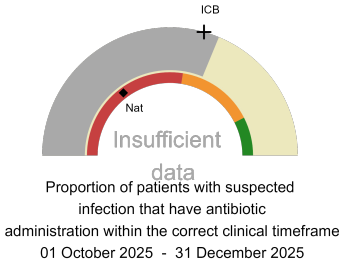 ICB
Nat
Insufficient
data
Proportion of patients with suspected
infection that have antibiotic
administration within the correct clinical timeframe
01 October 2025 - 31 December 2025